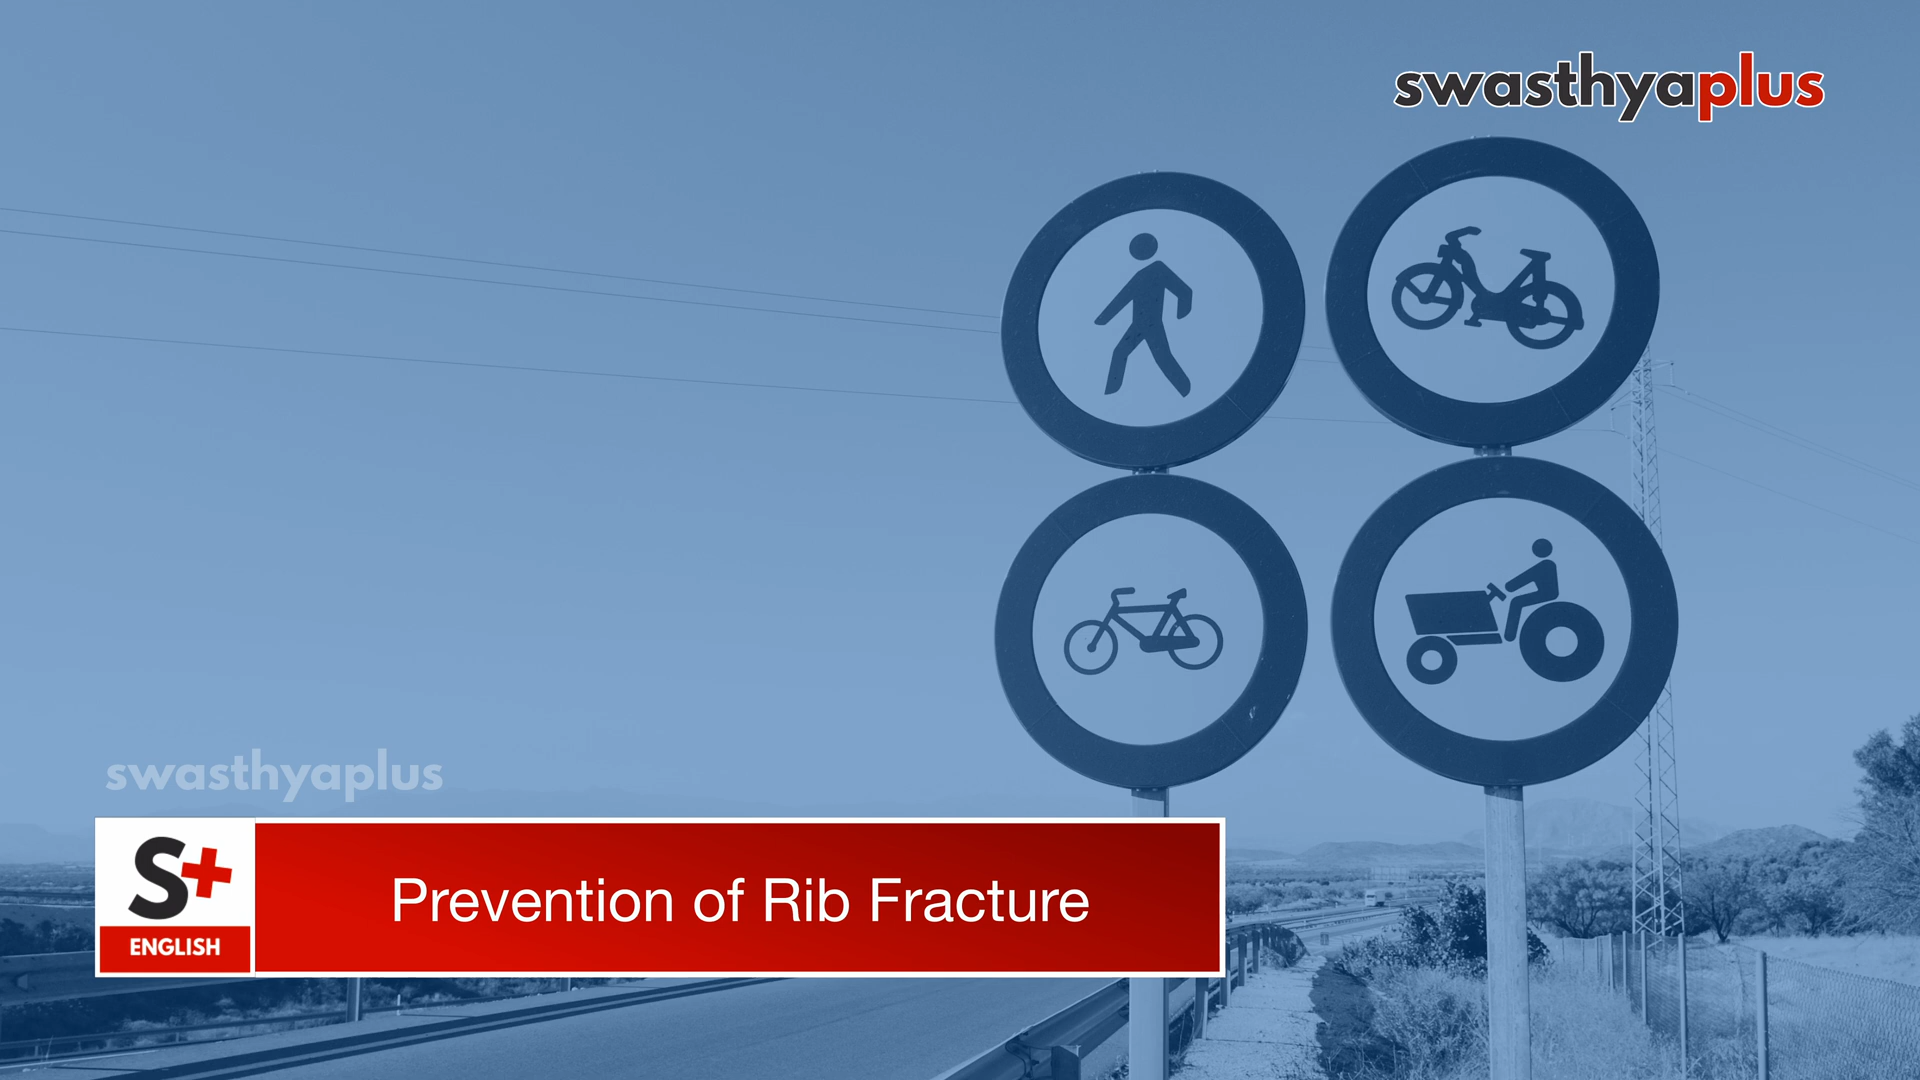 swasthyaplus
swasthyaplus
S+
ENGLISH
Prevention of Rib Fracture